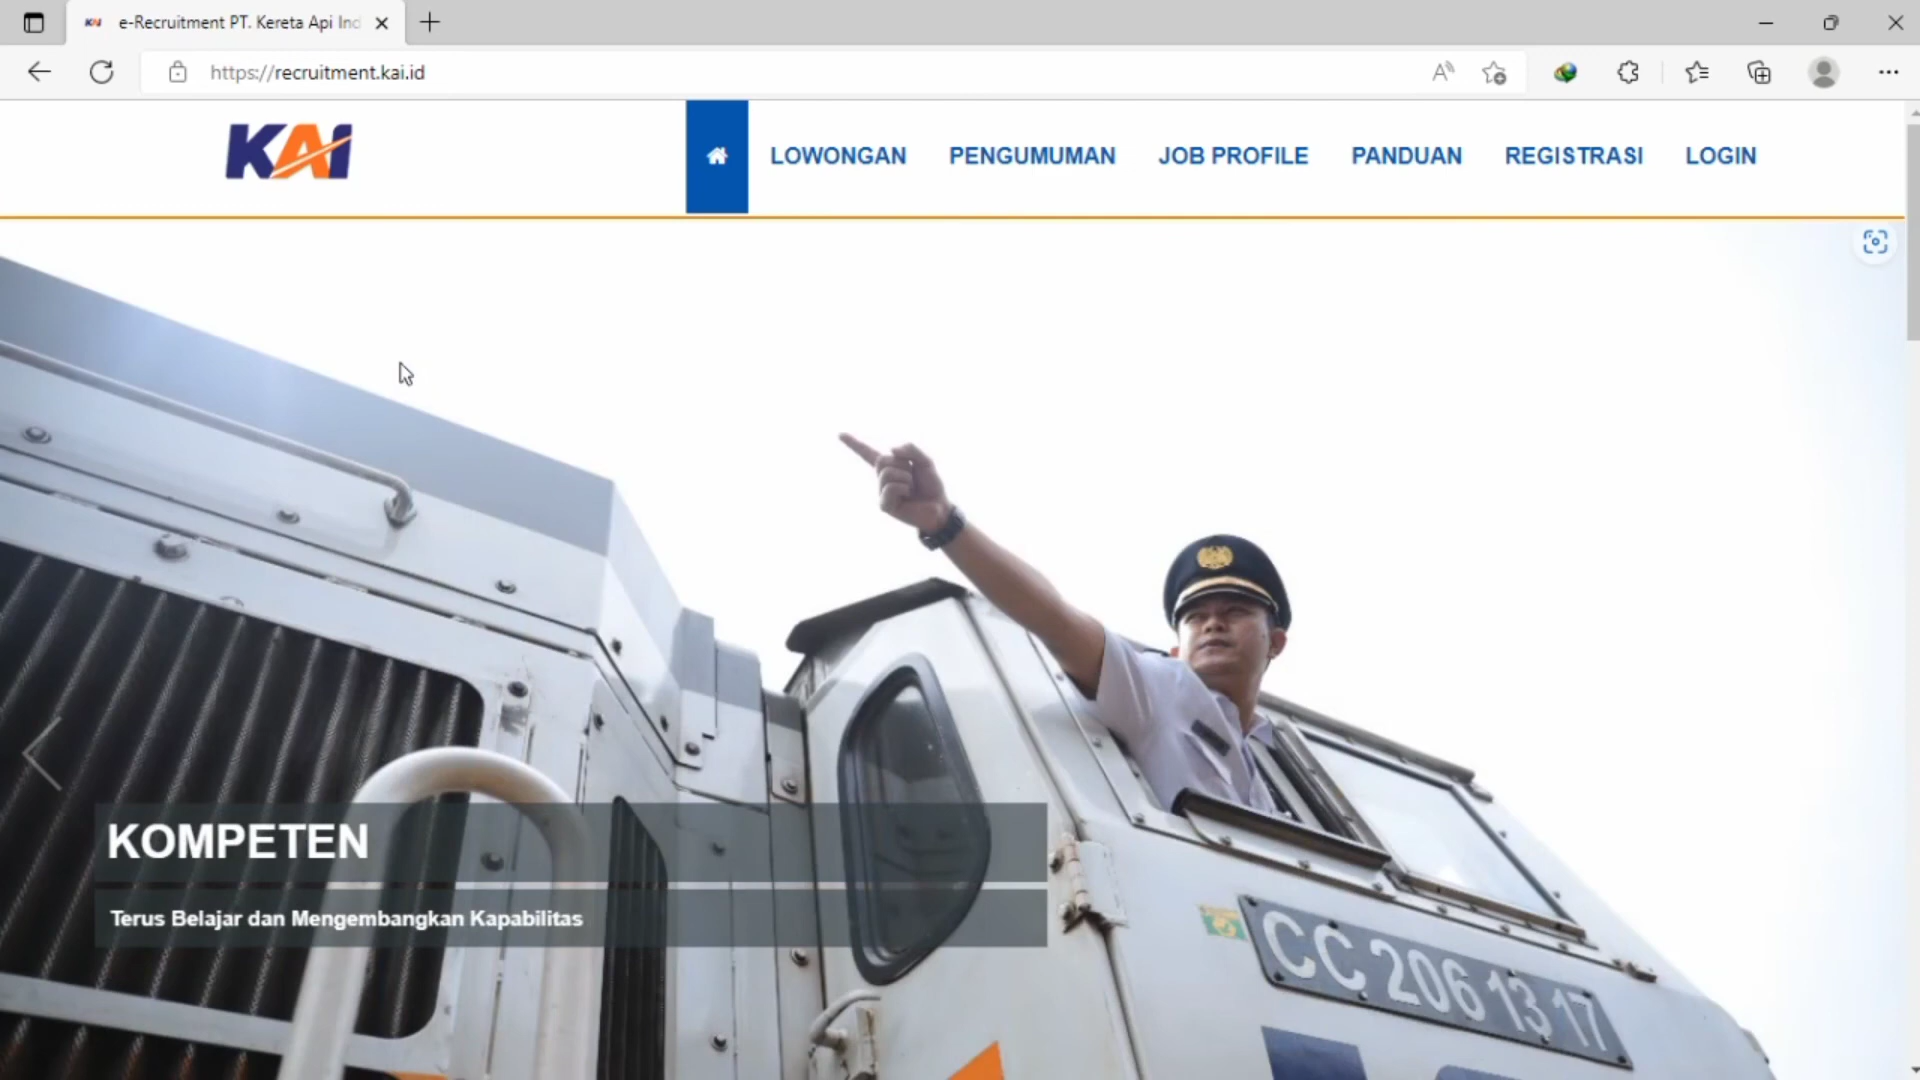 e-Recruitment PT. Kereta Api Ind
https://recruitment.kai.id
KAI
LOWONGAN
PENGUMUMAN
JOB PROFILE
PANDUAN
REGISTRASI
LOGIN
KOMPETEN
Terus Belajar dan Mengembangkan Kapabilitas
CC 206 13 17